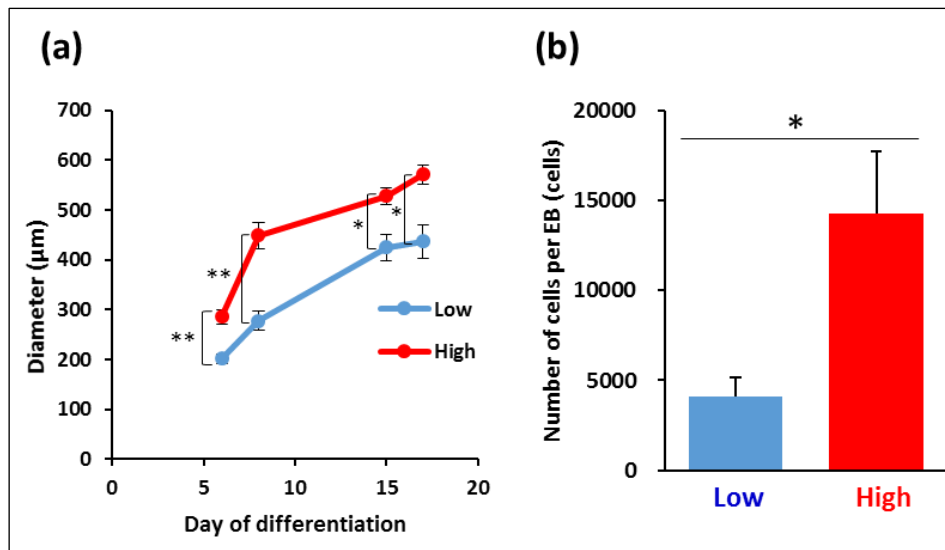 (a)
700
600
500
400
300
200
100
0
Diameter (µm)
0 5 10 15 20
Day of differentiation
**
**
*
*
Low
High
(b)
20000
15000
10000
5000
0
Number of cells per EB (cells)
*
Low High